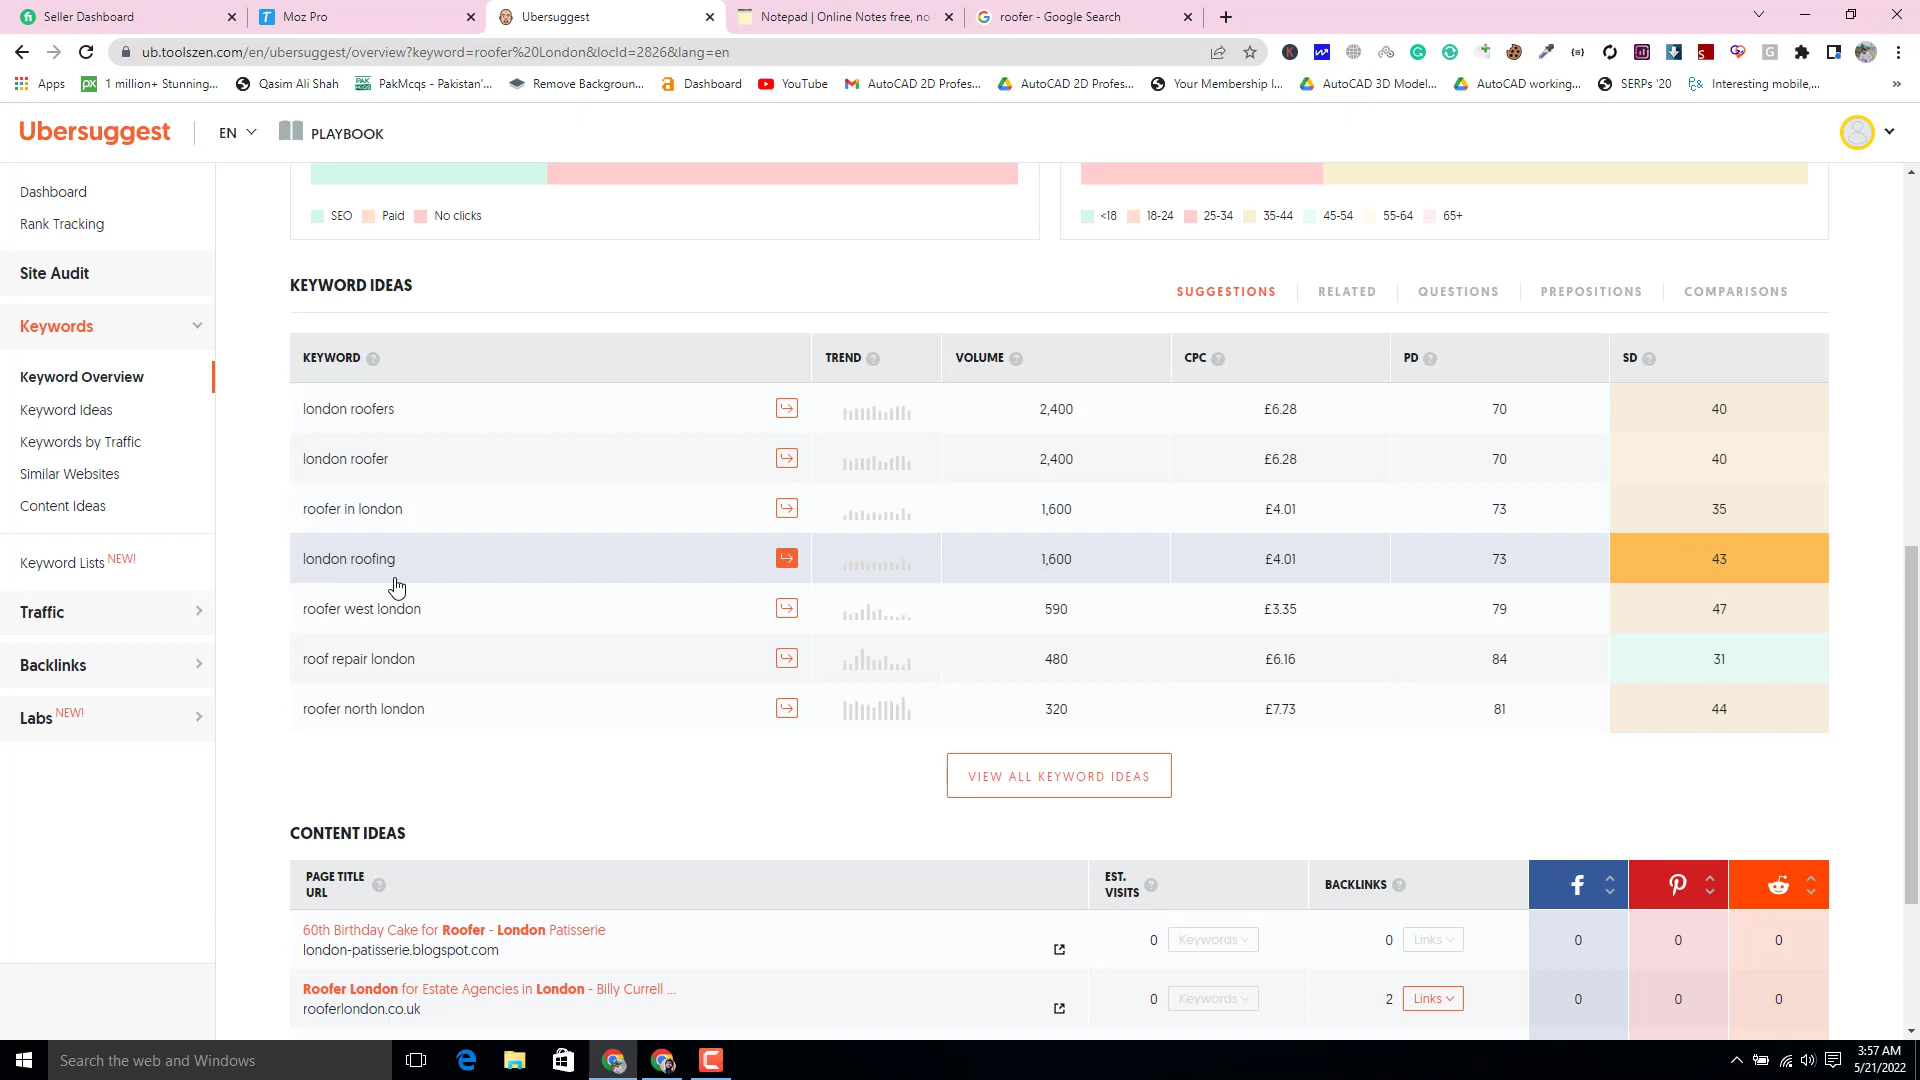 Seller Dashboard
Moz Pro
Ubersuggest
Notepad | Online Notes free, no
roofer - Google Search
ub.toolszen.com/en/ubersuggest/overview?keyword=roofer%20London&locId=2826&lang=en
Apps
1 million+ Stunning...
Qasim Ali Shah
PakMcqs - Pakistan'...
Remove Backgroun...
Dashboard
YouTube
AutoCAD 2D Profes...
AutoCAD 2D Profes...
Your Membership I...
AutoCAD 3D Model...
AutoCAD working...
SERPs '20
Interesting mobile,...
Ubersuggest
EN
PLAYBOOK
Dashboard
Rank Tracking
Site Audit
Keywords
Keyword Overview
Keyword Ideas
Keywords by Traffic
Similar Websites
Content Ideas
Keyword Lists NEW!
Traffic
Backlinks
Labs NEW!
SEO Paid No clicks
<18 18-24 25-34 35-44 45-54 55-64 65+
KEYWORD IDEAS
SUGGESTIONS RELATED QUESTIONS PREPOSITIONS COMPARISONS
KEYWORD TREND VOLUME CPC PD SD
london roofers 2,400 £6.28 70 40
london roofer 2,400 £6.28 70 40
roofer in london 1,600 £4.01 73 35
london roofing 1,600 £4.01 73 43
roofer west london 590 £3.35 79 47
roof repair london 480 £6.16 84 31
roofer north london 320 £7.73 81 44
VIEW ALL KEYWORD IDEAS
CONTENT IDEAS
PAGE TITLE
URL
EST.
VISITS
BACKLINKS
60th Birthday Cake for Roofer - London Patisserie
london-patisserie.blogspot.com
0 Keywords 0 Links 0 0 0
Roofer London for Estate Agencies in London - Billy Currell ...
rooferlondon.co.uk
0 Keywords 2 Links 0 0 0
Search the web and Windows
3:57 AM
5/21/2022